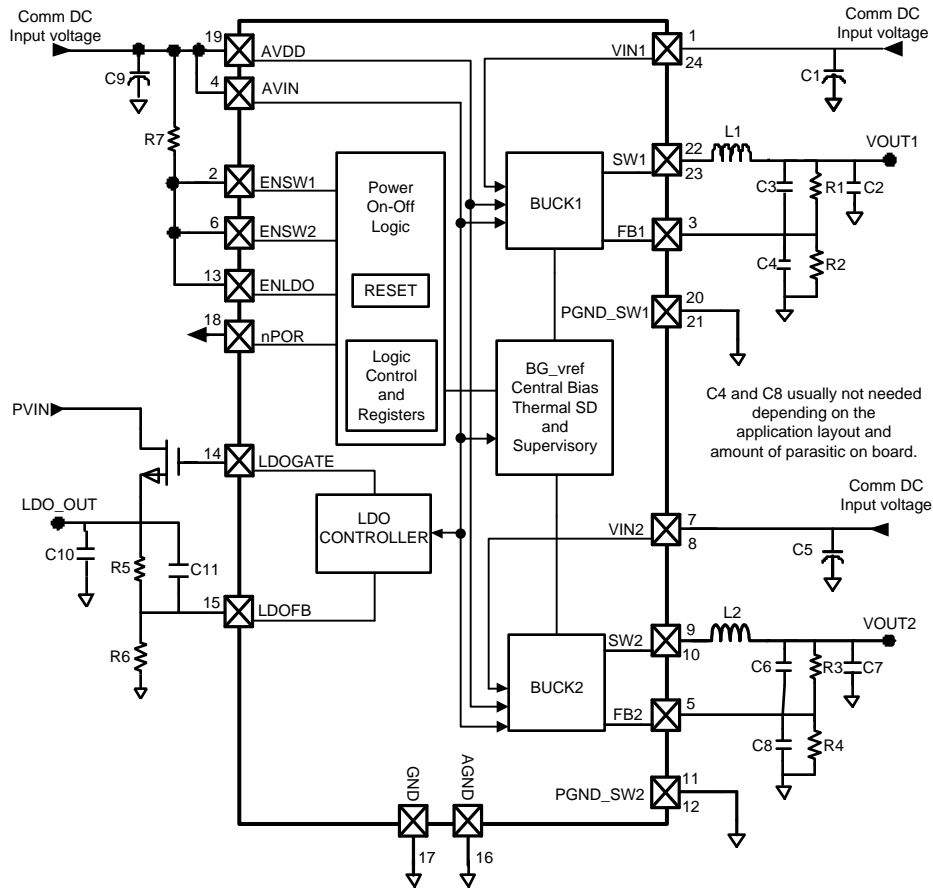 Comm DC
Input voltage
19
AVDD
C9
4
AVIN
R7
2
ENSW1
6
ENSW2
13
ENLDO
18
nPOR
Power
On-Off
Logic
RESET
Logic
Control
and
Registers
PVIN
14
LDOGATE
LDO_OUT
C10
R5
C11
15
LDOFB
R6
LDO
CONTROLLER
BUCK1
BG_vref
Central Bias
Thermal SD
and
Supervisory
BUCK2
Comm DC
Input voltage
VIN1
1
24
C1
L1
VOUT1
SW1
22
23
C3
R1
C2
FB1
3
C4
R2
PGND_SW1
20
21
C4 and C8 usually not needed
depending on the
application layout and
amount of parasitic on board.
Comm DC
Input voltage
VIN2
7
8
C5
L2
VOUT2
SW2
9
10
C6
R3
C7
FB2
5
C8
R4
PGND_SW2
11
12
GND
17
AGND
16